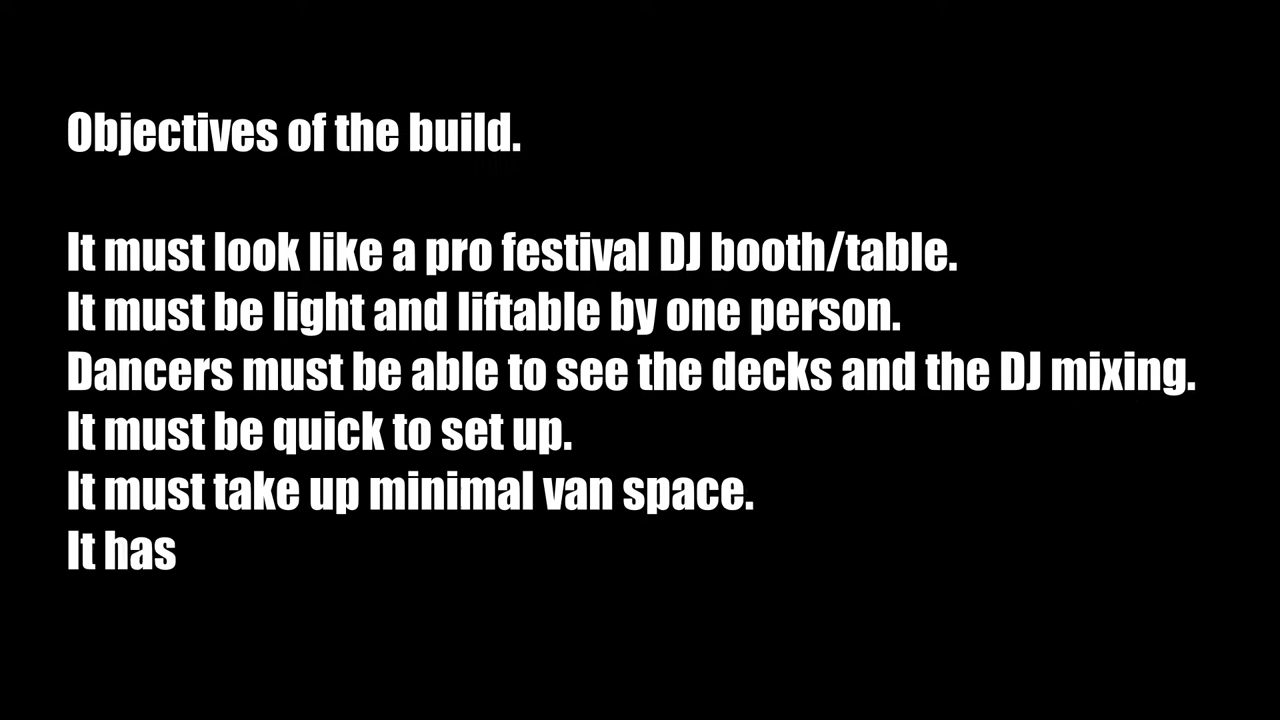 Objectives of the build.
It must look like a pro festival DJ booth/table.
It must be light and liftable by one person.
Dancers must be able to see the decks and the DJ mixing.
It must be quick to set up.
It must take up minimal van space.
It has